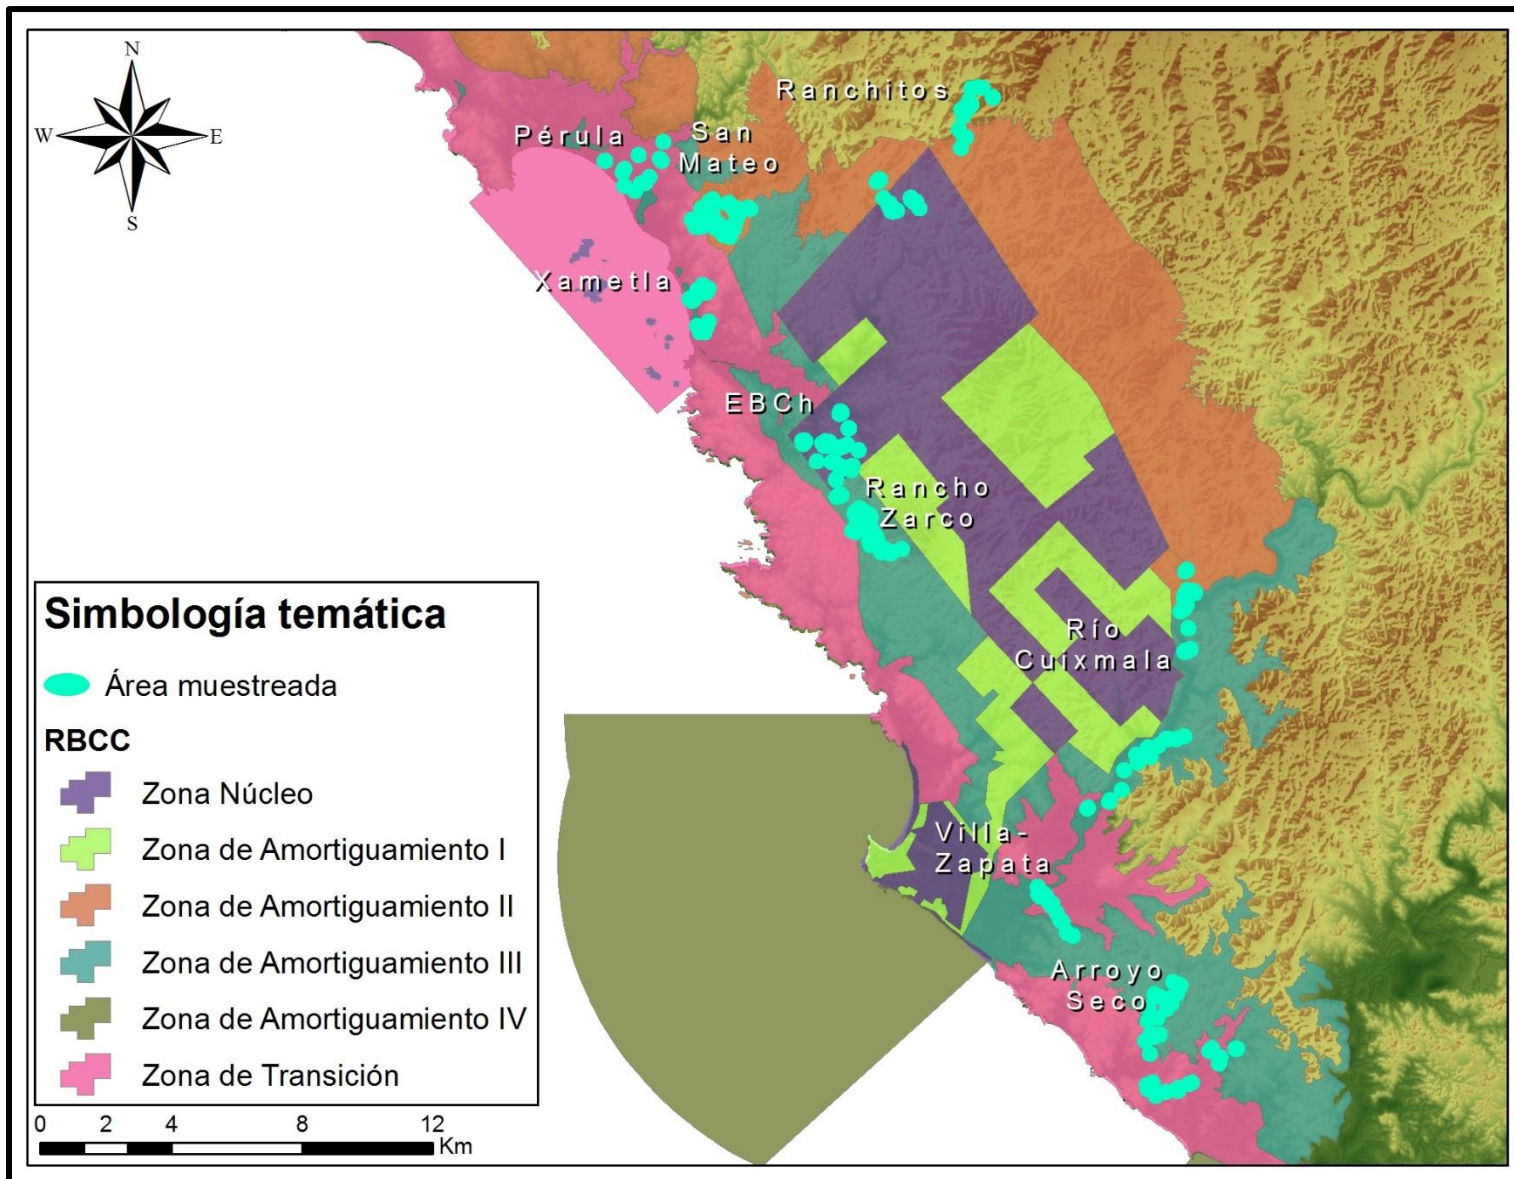 N
W
E
S
Ranchitos
Pérula
San
Mateo
Xametla
EBCh
Rancho
Zarco
Río
Cuixmala
Villa-
Zapata
Arroyo
Seco
Simbología temática
Área muestreada
RBCC
Zona Núcleo
Zona de Amortiguamiento I
Zona de Amortiguamiento II
Zona de Amortiguamiento III
Zona de Amortiguamiento IV
Zona de Transición
0 2 4 8 12
Km